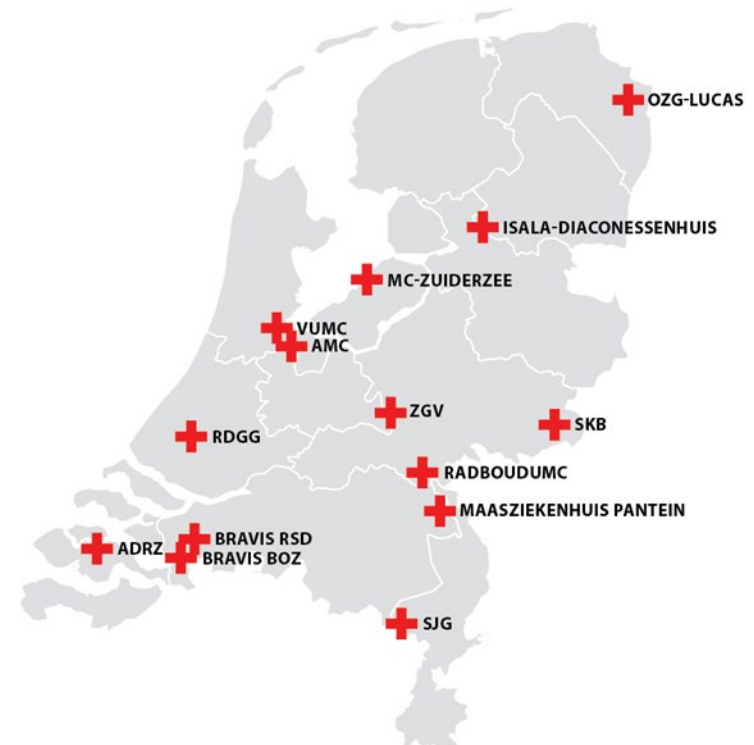 OZG-LUCAS
ISALA-DIACONESSENHUIS
MC-ZUIDERZEE
VUMC
AMC
ZGV
SKB
RDGG
RADBOUDUMC
MAASZIEKENHUIS PANTEIN
BRAVIS RSD
ADRZ
BRAVIS BOZ
SJG